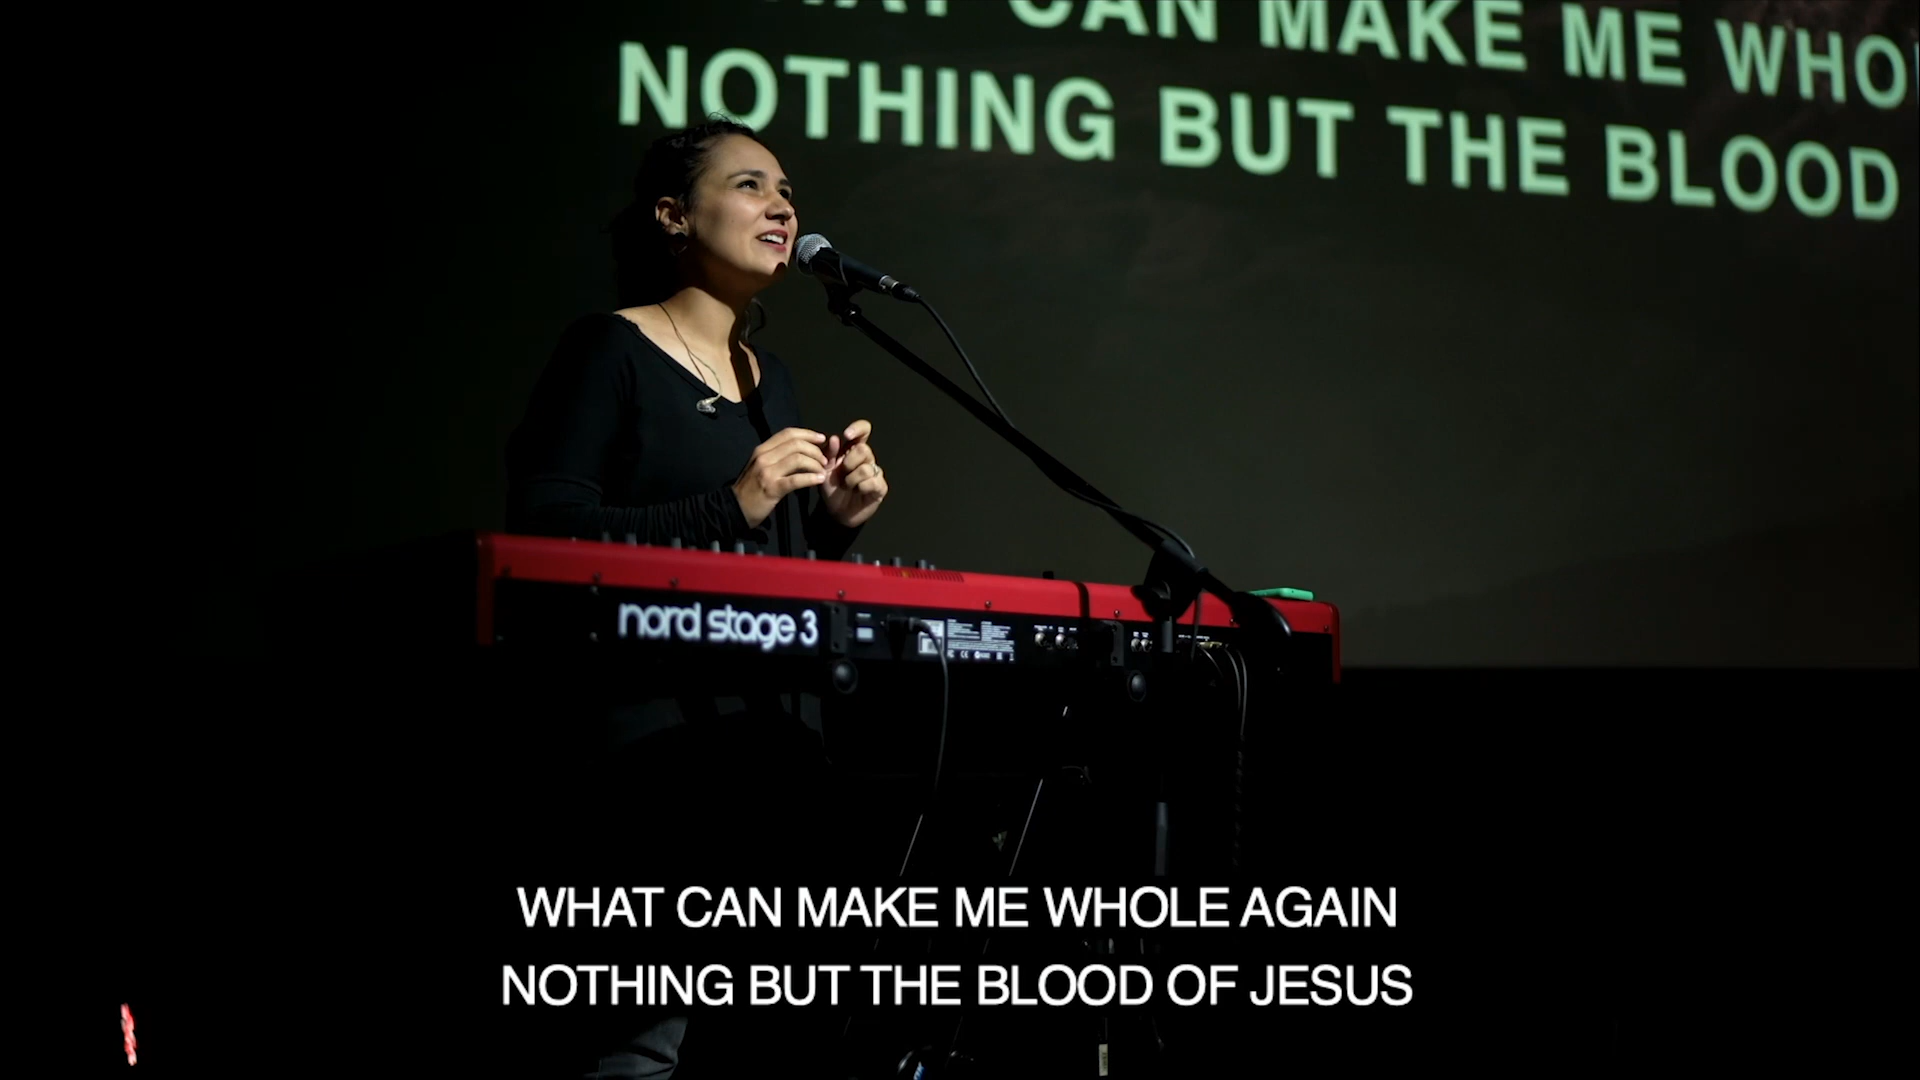 CAN MAKE ME WHO
NOTHING BUT THE BLOOD
nord stage 3
WHAT CAN MAKE ME WHOLE AGAIN
NOTHING BUT THE BLOOD OF JESUS